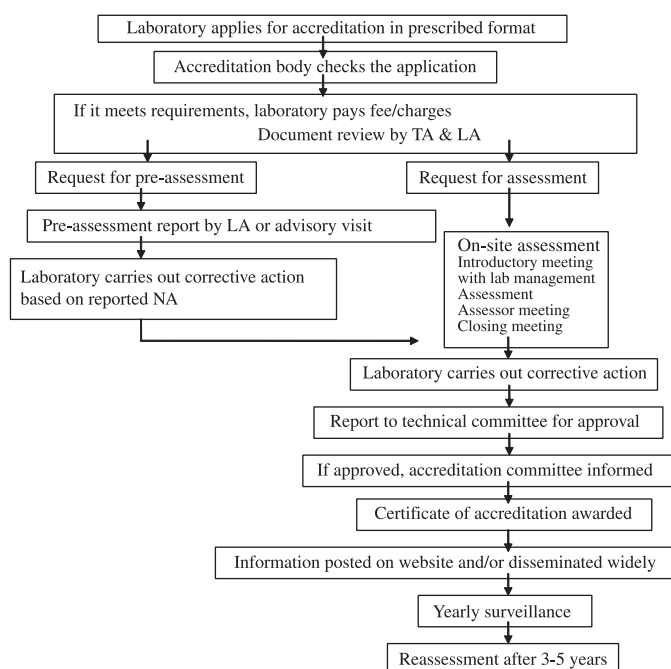 Laboratory applies for accreditation in prescribed format
Accreditation body checks the application
If it meets requirements, laboratory pays fee/charges
Document review by TA & LA
Request for pre-assessment
Request for assessment
Pre-assessment report by LA or advisory visit
Laboratory carries out corrective action
based on reported NA
On-site assessment
Introductory meeting
with lab management
Assessment
Assessor meeting
Closing meeting
Laboratory carries out corrective action
Report to technical committee for approval
If approved, accreditation committee informed
Certificate of accreditation awarded
Information posted on website and/or disseminated widely
Yearly surveillance
Reassessment after 3-5 years